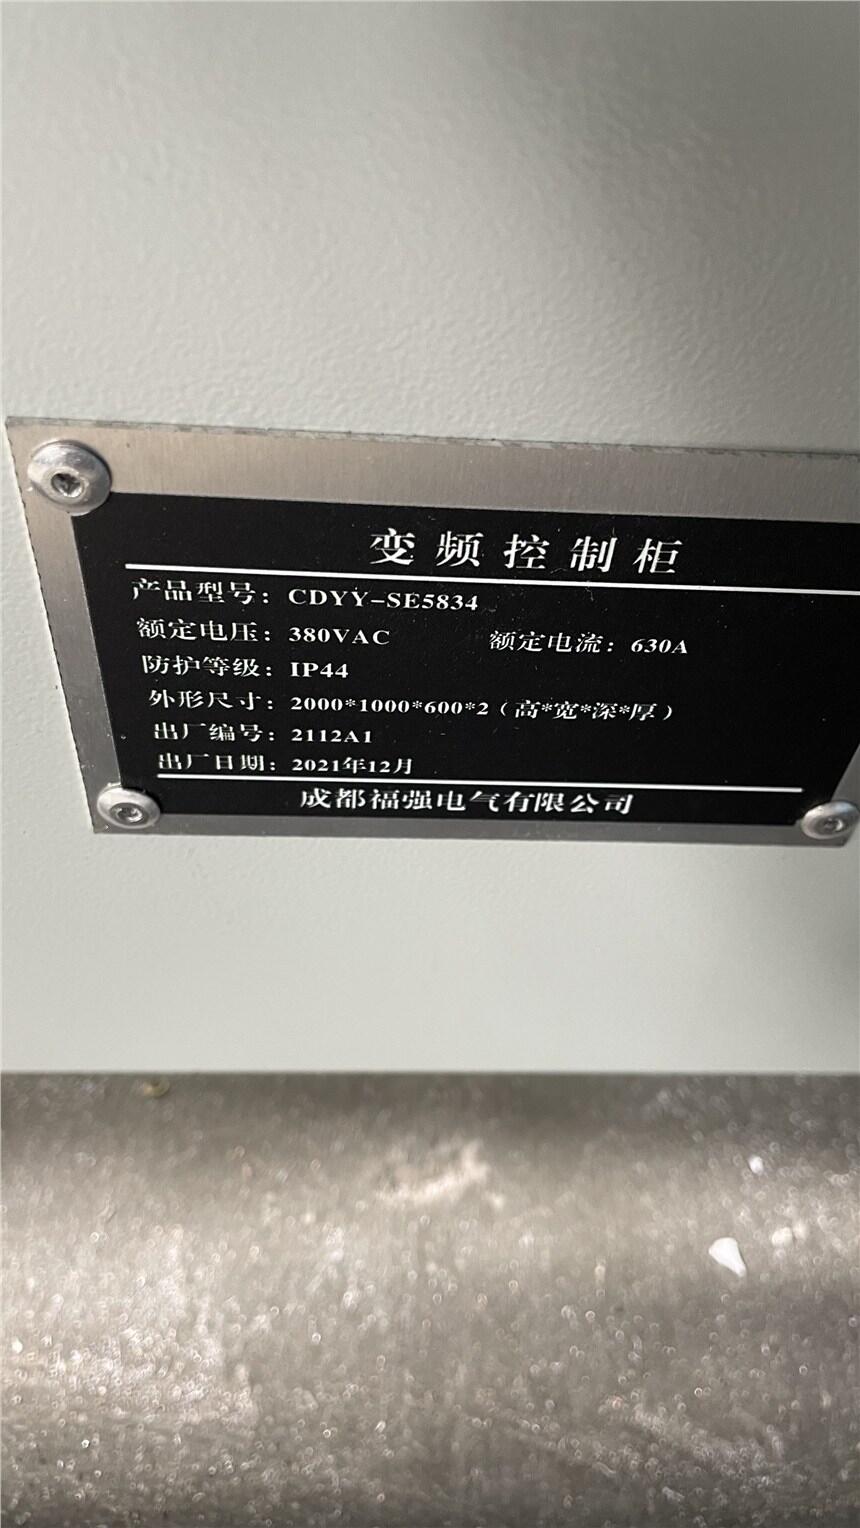 变频控制柜
产品型号：CDYY-SE5834
额定电压：380VAC 额定电流：630A
防护等级：IP44
外形尺寸：2000*1000*600*2（高*宽*深*厚）
出厂编号：2112A1
出厂日期：2021年12月
成都福强电气有限公司